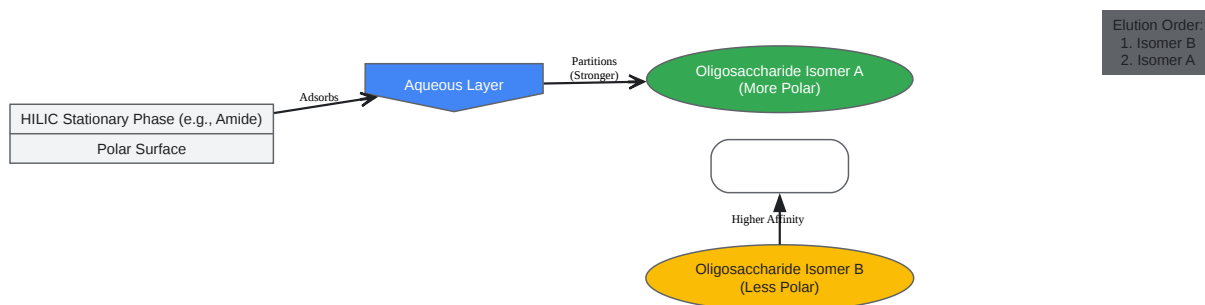 HILIC Stationary Phase (e.g., Amide)
Polar Surface
Adsorbs
Aqueous Layer
Partitions
(Stronger)
Oligosaccharide Isomer A
(More Polar)
Higher Affinity
Oligosaccharide Isomer B
(Less Polar)
Elution Order:
1. Isomer B
2. Isomer A